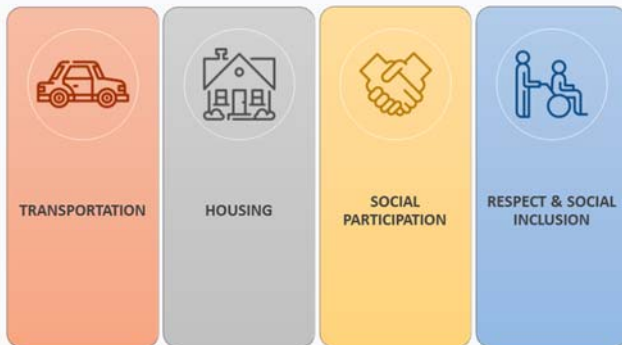 TRANSPORTATION
HOUSING
SOCIAL
PARTICIPATION
RESPECT & SOCIAL
INCLUSION